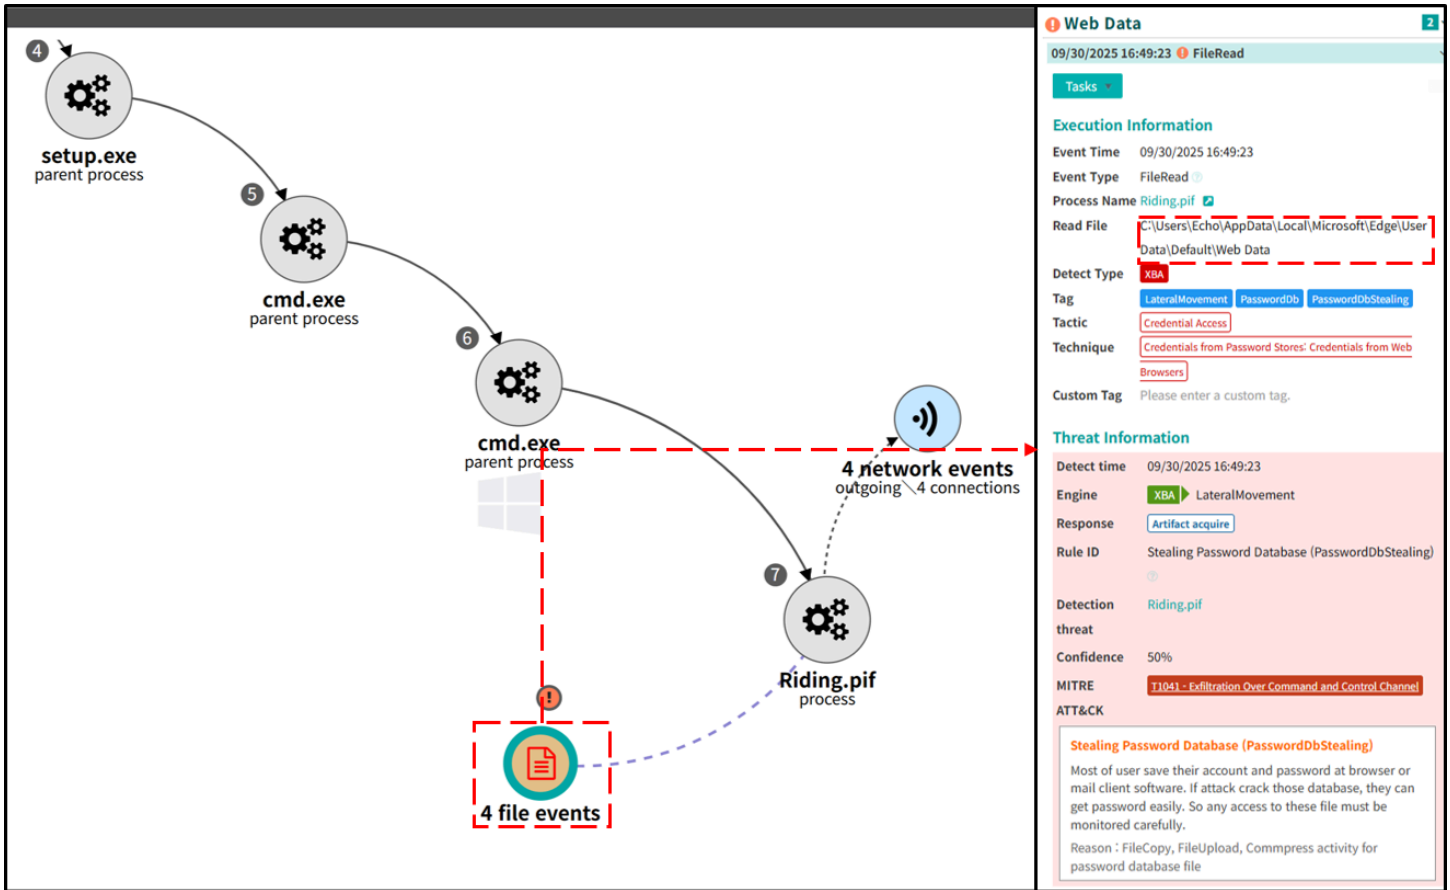 4
setup.exe
parent process
5
cmd.exe
parent process
6
cmd.exe
parent process
4 network events
outgoing＼4 connections
7
Riding.pif
process
!
4 file events
! Web Data
2
09/30/2025 16:49:23 ! FileRead
Tasks
Execution Information
Event Time 09/30/2025 16:49:23
Event Type FileRead ?
Process Name Riding.pif
Read File C:\Users\Echo\AppData\Local\Microsoft\Edge\User
Data\Default\Web Data
Detect Type XBA
Tag LateralMovement PasswordDb PasswordDbStealing
Tactic Credential Access
Technique Credentials from Password Stores: Credentials from Web
Browsers
Custom Tag Please enter a custom tag.
Threat Information
Detect time 09/30/2025 16:49:23
Engine XBA LateralMovement
Response Artifact acquire
Rule ID Stealing Password Database (PasswordDbStealing)
?
Detection Riding.pif
threat
Confidence 50%
MITRE T1041 - Exfiltration Over Command and Control Channel
ATT&CK
Stealing Password Database (PasswordDbStealing)
Most of user save their account and password at browser or
mail client software. If attack crack those database, they can
get password easily. So any access to these file must be
monitored carefully.
Reason : FileCopy, FileUpload, Commpress activity for
password database file